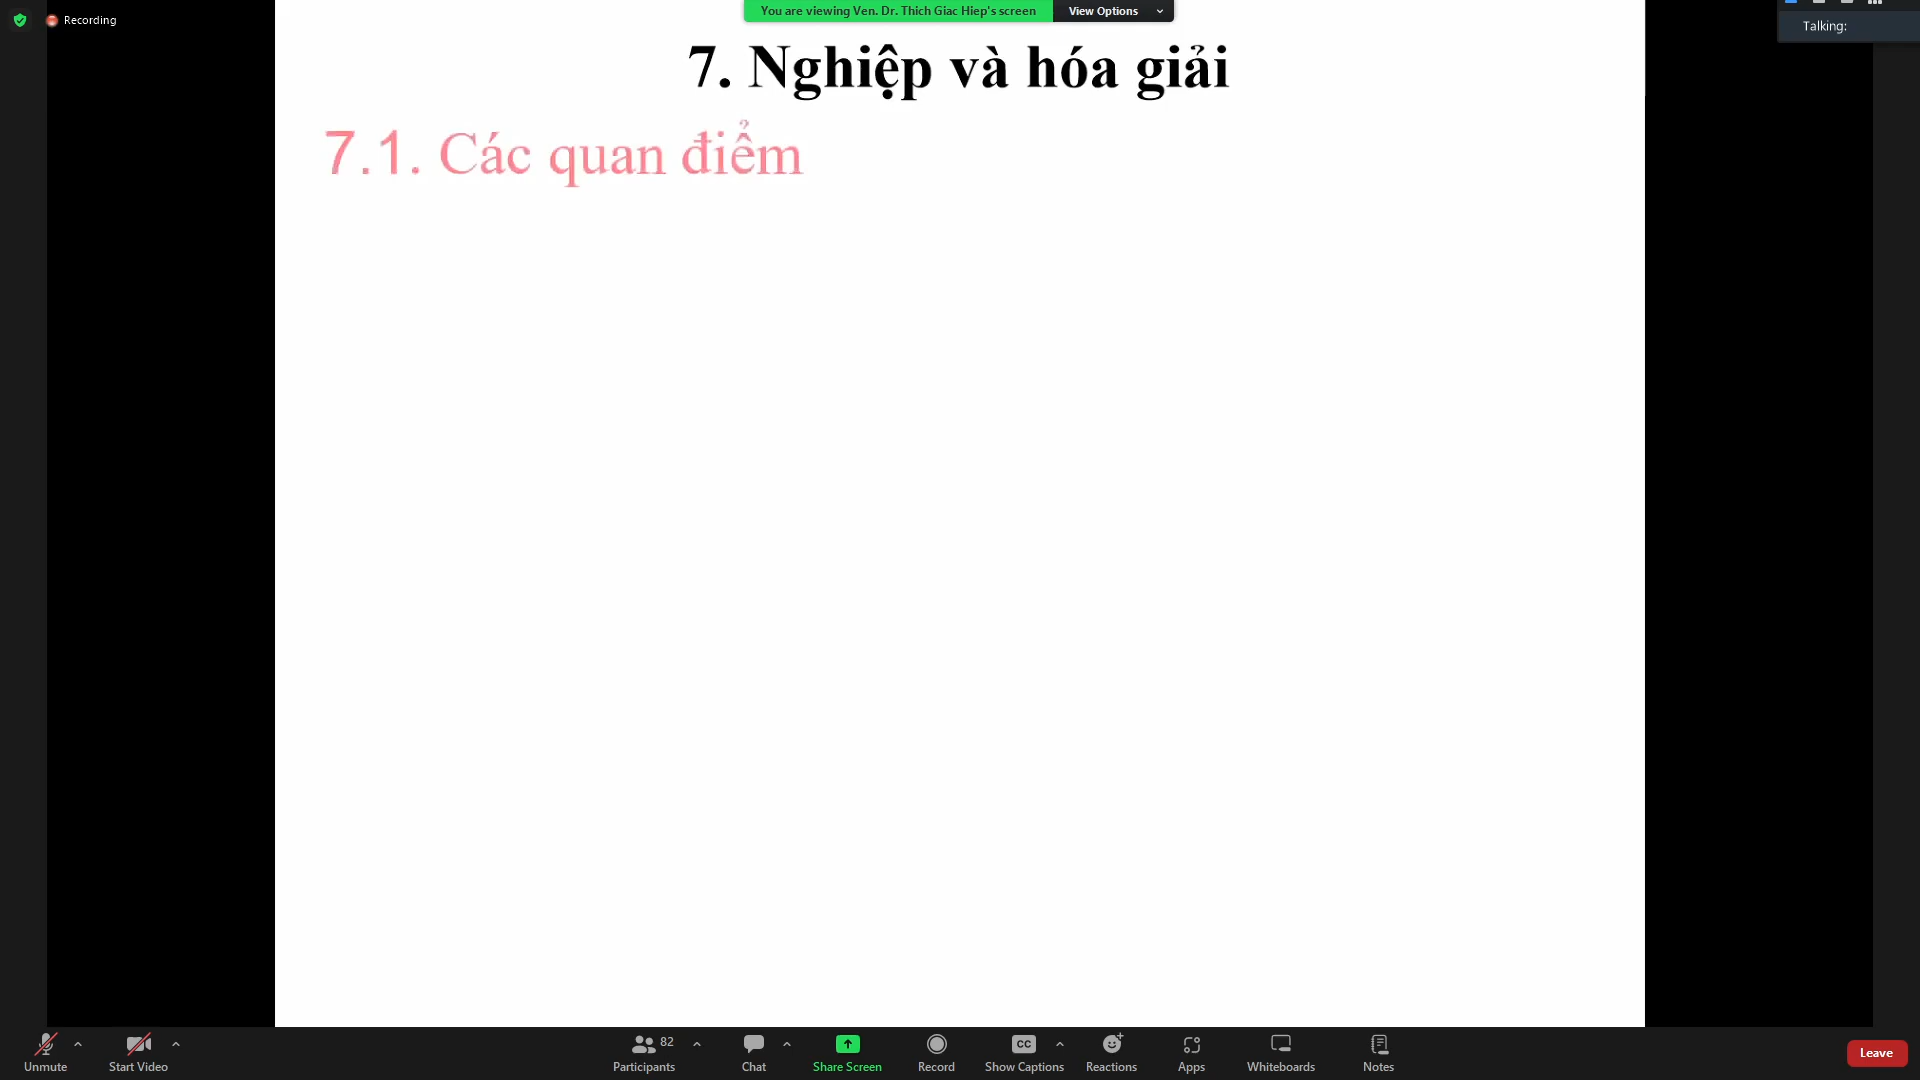 Recording
You are viewing Ven. Dr. Thich Giac Hiep's screen
View Options
Talking:
7. Nghiệp và hóa giải
7.1. Các quan điểm
Unmute
Start Video
82
Participants
Chat
Share Screen
Record
CC
Show Captions
Reactions
Apps
Whiteboards
Notes
Leave